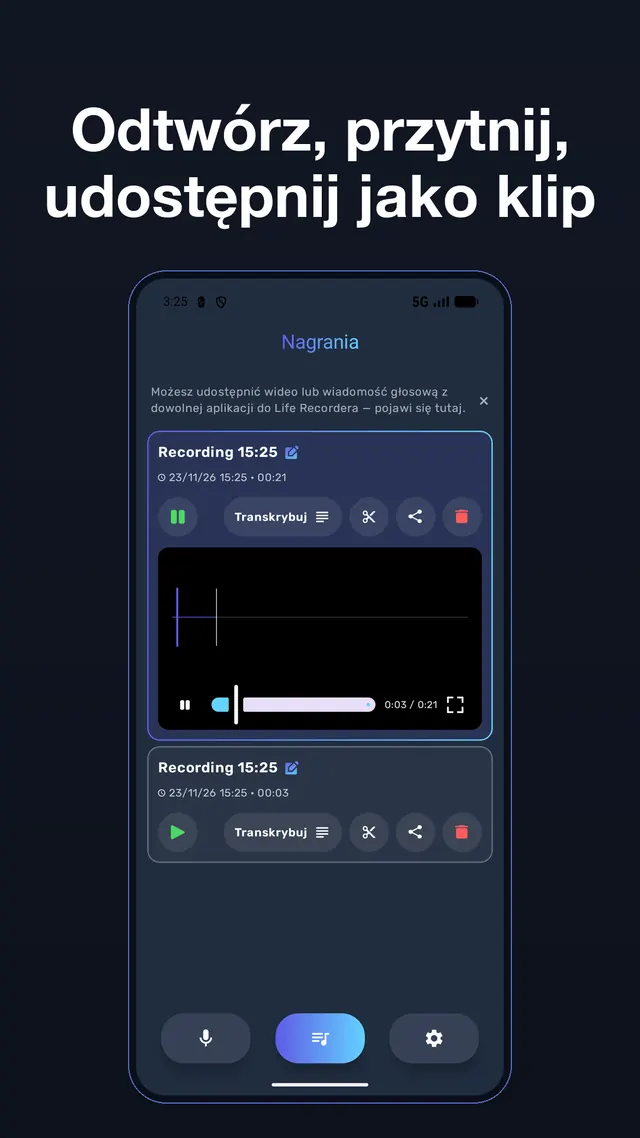 Odtwórz, przytnij,
udostępnij jako klip
3:25
5G
Nagrania
Możesz udostępnić wideo lub wiadomość głosową z
dowolnej aplikacji do Life Recordera — pojawi się tutaj.
Recording 15:25
23/11/26 15:25 • 00:21
Transkrybuj
0:03 / 0:21
Recording 15:25
23/11/26 15:25 • 00:03
Transkrybuj